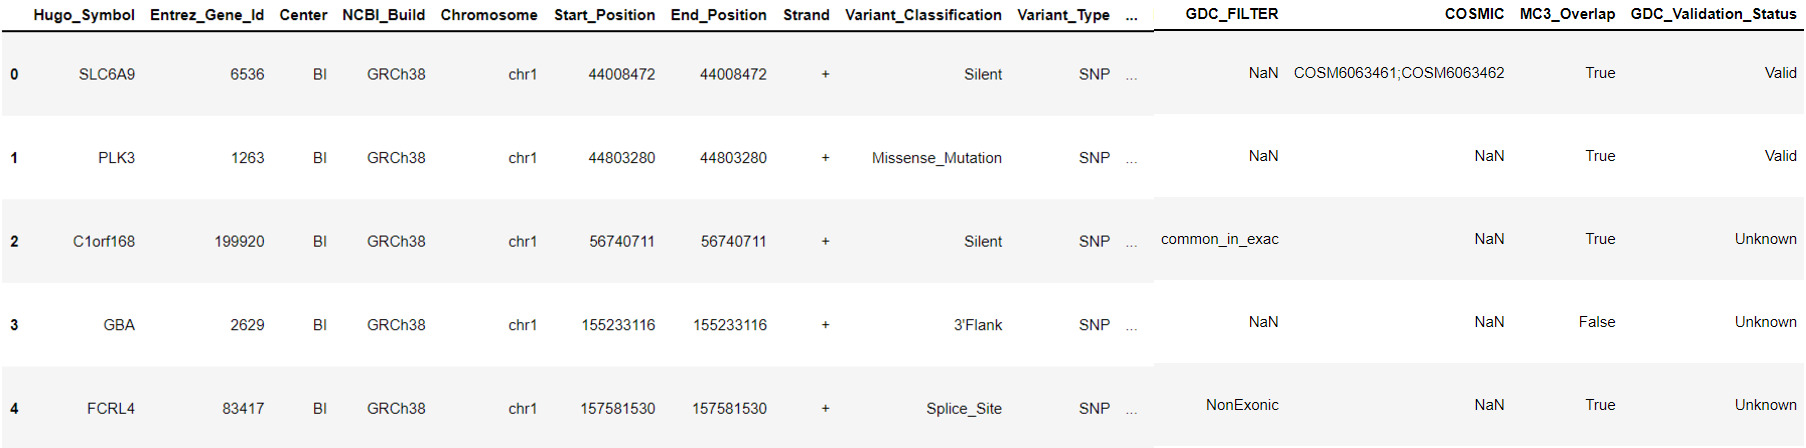 Hugo_Symbol Entrez_Gene_Id Center NCBI_Build Chromosome Start_Position End_Position Strand Variant_Classification Variant_Type ... GDC_FILTER COSMIC MC3_Overlap GDC_Validation_Status
0 SLC6A9 6536 BI GRCh38 chr1 44008472 44008472 + Silent SNP ... NaN COSM6063461;COSM6063462 True Valid
1 PLK3 1263 BI GRCh38 chr1 44803280 44803280 + Missense_Mutation SNP ... NaN NaN True Valid
2 C1orf168 199920 BI GRCh38 chr1 56740711 56740711 + Silent SNP ... common_in_exac NaN True Unknown
3 GBA 2629 BI GRCh38 chr1 155233116 155233116 + 3'Flank SNP ... NaN NaN False Unknown
4 FCRL4 83417 BI GRCh38 chr1 157581530 157581530 + Splice_Site SNP ... NonExonic NaN True Unknown